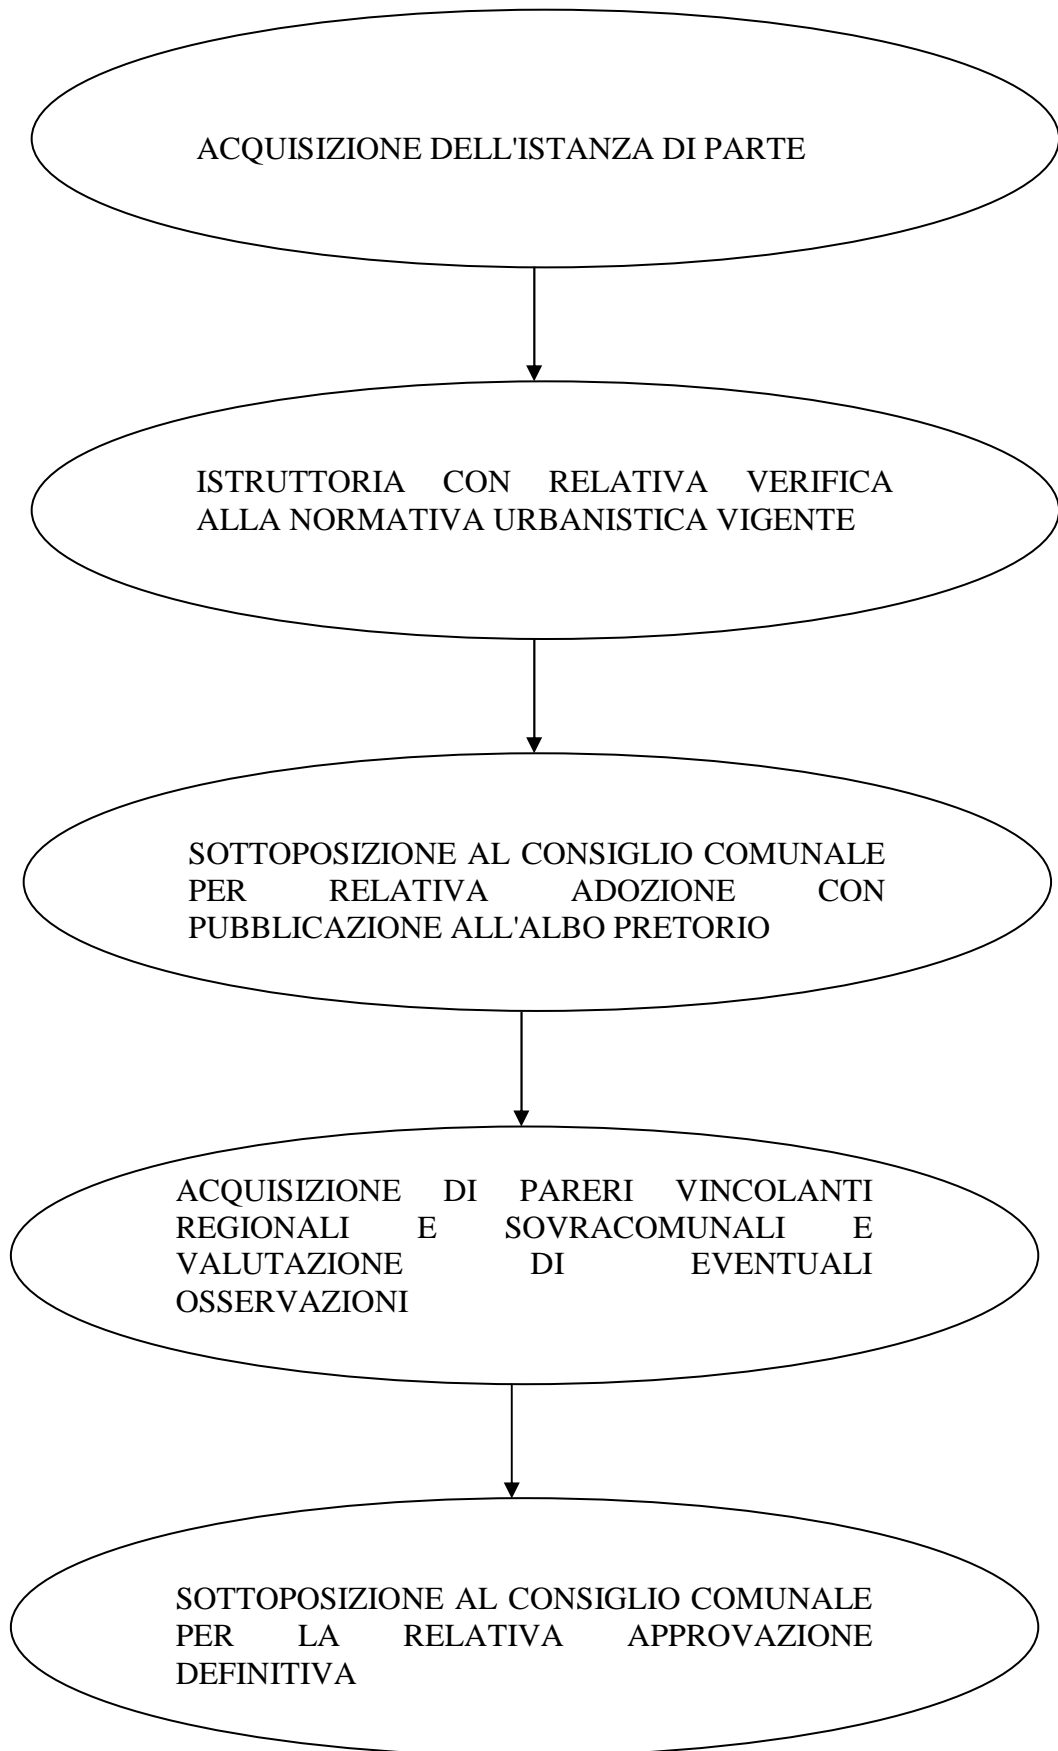 ACQUISIZIONE DELL'ISTANZA DI PARTE
ISTRUTTORIA CON RELATIVA VERIFICA
ALLA NORMATIVA URBANISTICA VIGENTE
SOTTOPOSIZIONE AL CONSIGLIO COMUNALE
PER RELATIVA ADOZIONE CON
PUBBLICAZIONE ALL'ALBO PRETORIO
ACQUISIZIONE DI PARERI VINCOLANTI
REGIONALI E SOVRACOMUNALI E
VALUTAZIONE DI EVENTUALI
OSSERVAZIONI
SOTTOPOSIZIONE AL CONSIGLIO COMUNALE
PER LA RELATIVA APPROVAZIONE
DEFINITIVA